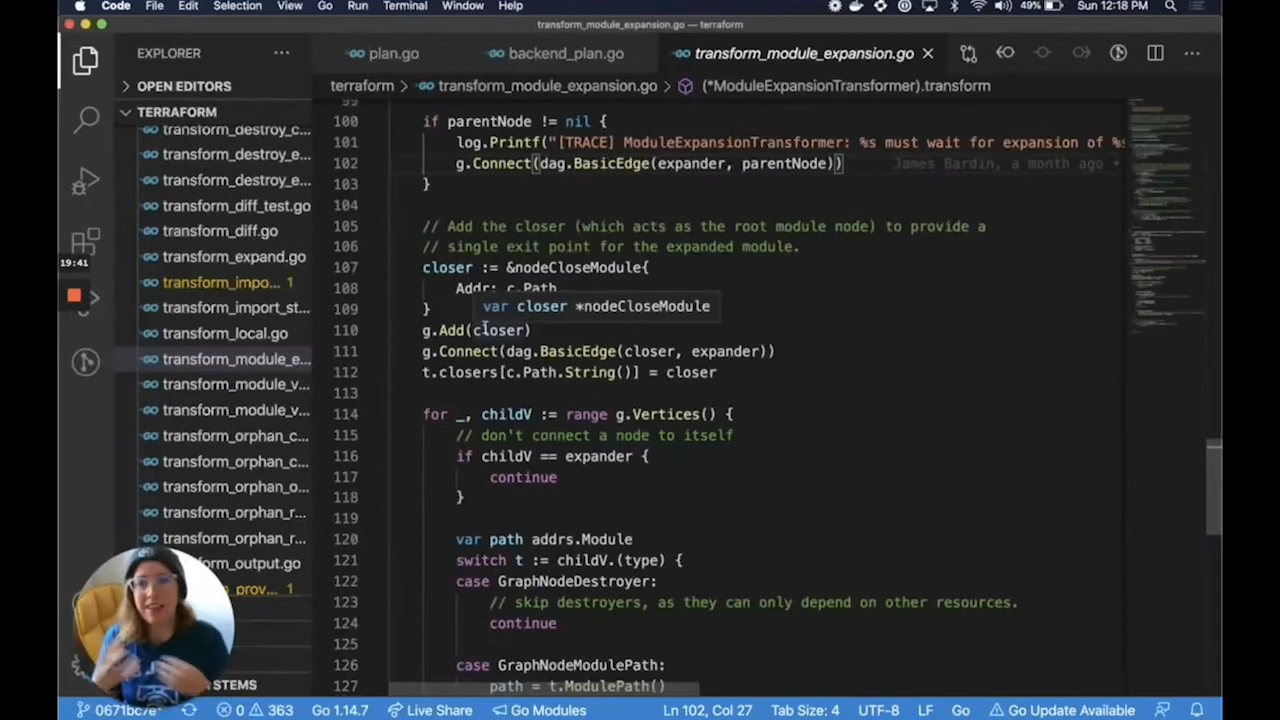 Code File Edit Selection View Go Run Terminal Window Help 49% Sun 12:18 PM
transform_module_expansion.go — terraform
EXPLORER ...
plan.go
backend_plan.go
transform_module_expansion.go
OPEN EDITORS
TERRAFORM
transform_destroy_c...
transform_destroy_e...
transform_destroy_e...
transform_diff_test.go
transform_diff.go
transform_expand.go
transform_impo... 1
transform_import_st...
transform_local.go
transform_module_e...
transform_module_v...
transform_module_v...
transform_orphan_c...
transform_orphan_c...
transform_orphan_o...
transform_orphan_r...
transform_orphan_r...
sform_output.go
prov... 1
STEMS
19:41
terraform > transform_module_expansion.go > (*ModuleExpansionTransformer).transform
99
100 if parentNode != nil {
101 log.Printf("[TRACE] ModuleExpansionTransformer: %s must wait for expansion of %s
102 g.Connect(dag.BasicEdge(expander, parentNode)) James Bardin, a month ago •
103 }
104
105 // Add the closer (which acts as the root module node) to provide a
106 // single exit point for the expanded module.
107 closer := &nodeCloseModule{
108 Addr: c.Path,
var closer *nodeCloseModule
109 }
110 g.Add(closer)
111 g.Connect(dag.BasicEdge(closer, expander))
112 t.closers[c.Path.String()] = closer
113
114 for _, childV := range g.Vertices() {
115 // don't connect a node to itself
116 if childV == expander {
117 continue
118 }
119
120 var path addrs.Module
121 switch t := childV.(type) {
122 case GraphNodeDestroyer:
123 // skip destroyers, as they can only depend on other resources.
124 continue
125
126 case GraphNodeModulePath:
127 path = t.ModulePath()
0 363 Go 1.14.7 Live Share Go Modules Ln 102, Col 27 Tab Size: 4 UTF-8 LF Go Go Update Available